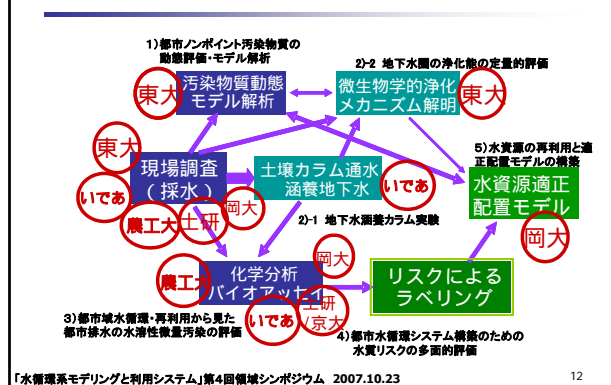 1)都市ノンポイント汚染物質の
動態評価・モデル解析
2)-2 地下水圏の浄化能の定量的評価
東大
汚染物質動態
モデル解析
微生物学的浄化
メカニズム解明
東大
5)水資源の再利用と適
正配置モデルの構築
東大
現場調査
(採水)
土壌カラム通水
涵養地下水
いであ
水資源適正
配置モデル
いであ
農工大
土研
岡大
2)-1 地下水涵養カラム実験
岡大
農工大
化学分析
バイオアッセイ
岡大
リスクによる
ラベリング
いであ
土研
/京大
3)都市域水循環・再利用から見た
都市排水の水溶性微量汚染の評価
4)都市水循環システム構築のための
水質リスクの多面的評価
「水循環系モデリングと利用システム」第4回領域シンポジウム 2007.10.23
12